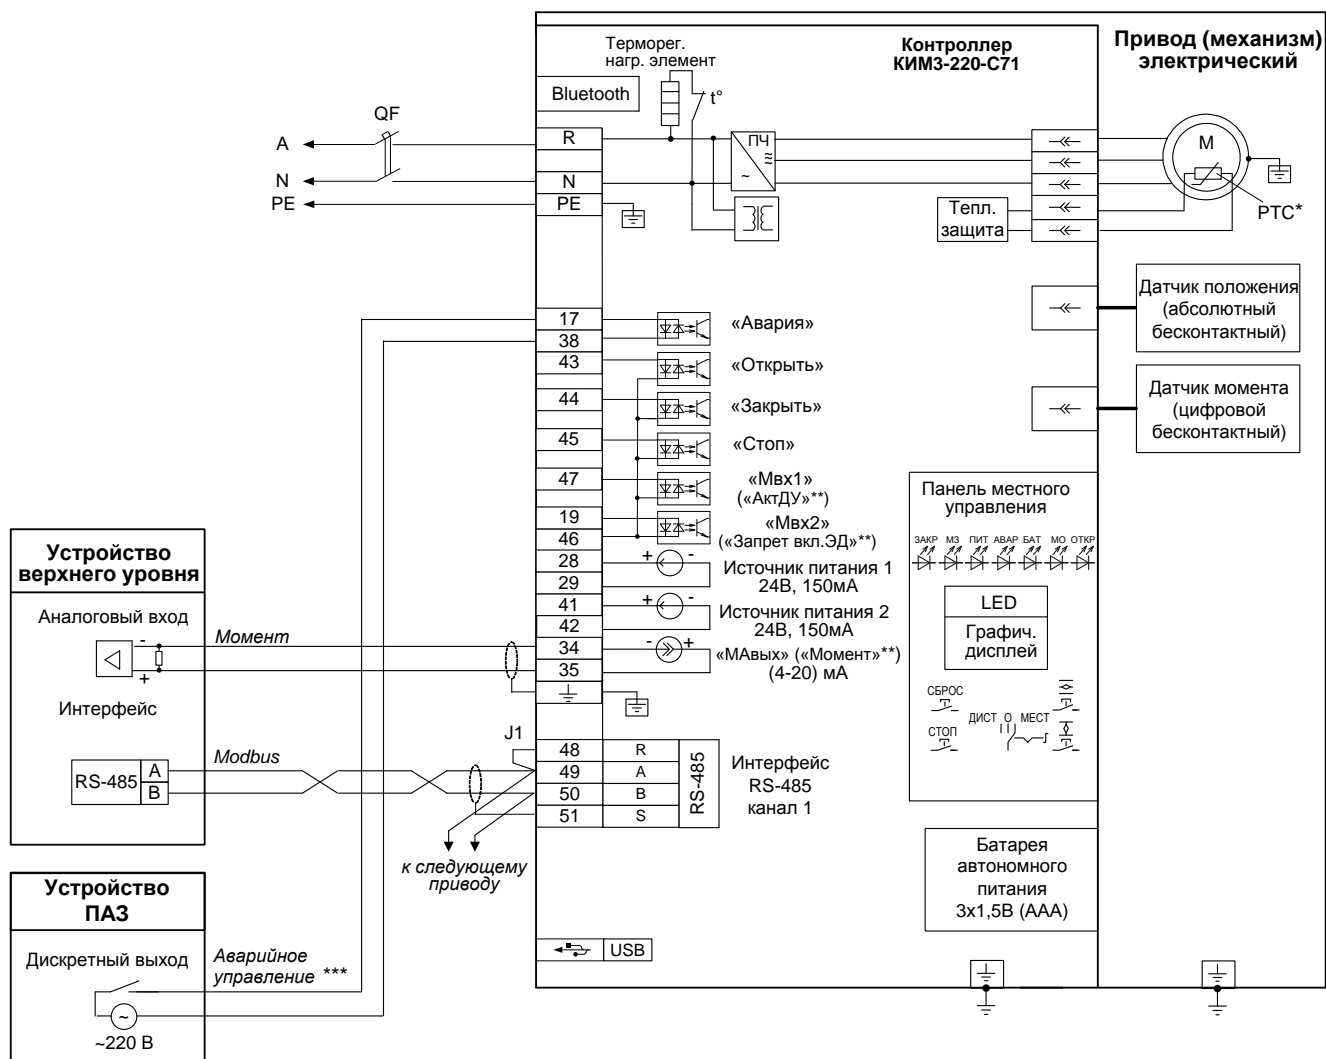 Терморег.
нагр. элемент
Контроллер
КИМ3-220-С71
Привод (механизм)
электрический
Bluetooth
t°
QF
A
N
PE
R
N
PE
ПЧ
≈
~
М
РТС*
Тепл.
защита
Датчик положения
(абсолютный
бесконтактный)
Датчик момента
(цифровой
бесконтактный)
17
38
43
44
45
47
19
46
28
29
41
42
34
35
«Авария»
«Открыть»
«Закрыть»
«Стоп»
«Мвх1»
(«АктДУ»**)
«Мвх2»
(«Запрет вкл.ЭД»**)
+ -
Источник питания 1
24В, 150мА
+ -
Источник питания 2
24В, 150мА
- +
«МАвых» («Момент»**)
(4-20) мА
Панель местного
управления
ЗАКР МЗ ПИТ АВАР БАТ МО ОТКР
LED
Графич.
дисплей
СБРОС
СТОП
ДИСТ О МЕСТ
Устройство
верхнего уровня
Аналоговый вход
-
+
Момент
Интерфейс
RS-485
A
B
Modbus
J1
48 R
49 A
50 B
51 S
RS-485
Интерфейс
RS-485
канал 1
к следующему
приводу
Батарея
автономного
питания
3х1,5В (ААА)
Устройство
ПАЗ
Дискретный выход
~
~220 В
Аварийное
управление ***
USB